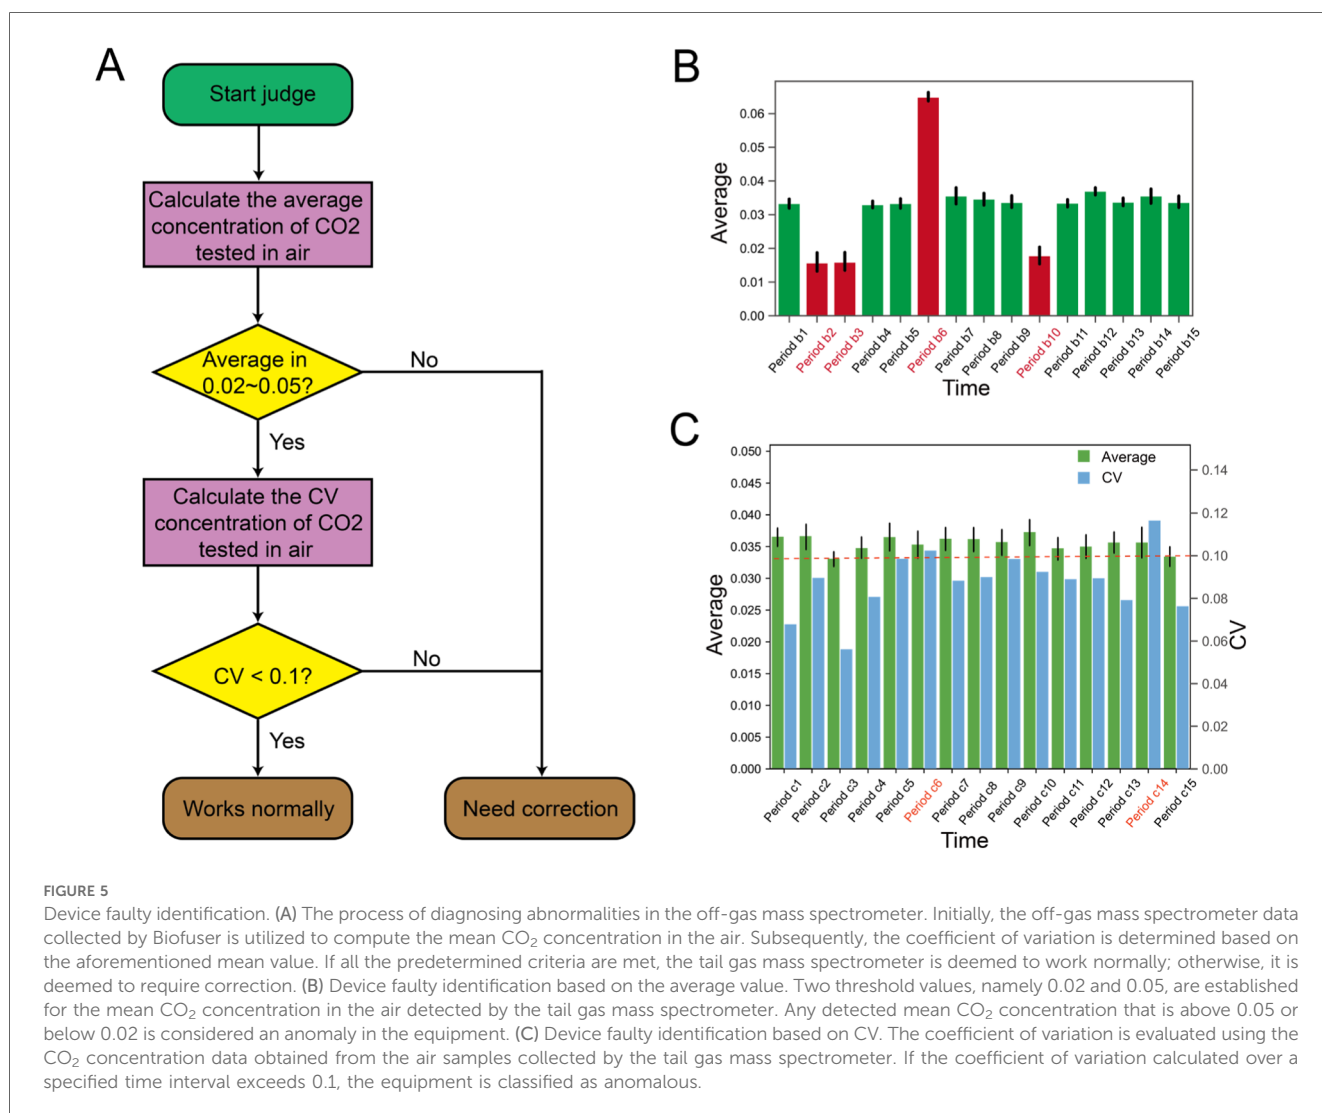 A
Start judge
Calculate the average
concentration of CO2
tested in air
Average in
0.02~0.05?
No
Yes
Calculate the CV
concentration of CO2
tested in air
CV < 0.1?
No
Yes
Works normally
Need correction
B
Average
0.06
0.05
0.04
0.03
0.02
0.01
0.00
Period b1
Period b2
Period b3
Period b4
Period b5
Period b6
Period b7
Period b8
Period b9
Period b10
Period b11
Period b12
Period b13
Period b14
Period b15
Time
C
Average
0.050
0.045
0.040
0.035
0.030
0.025
0.020
0.015
0.010
0.005
0.000
Average
CV
0.14
0.12
0.10
0.08
0.06
0.04
0.02
0.00
CV
Period c1
Period c2
Period c3
Period c4
Period c5
Period c6
Period c7
Period c8
Period c9
Period c10
Period c11
Period c12
Period c13
Period c14
Period c15
Time
FIGURE 5
Device faulty identification. (A) The process of diagnosing abnormalities in the off-gas mass spectrometer. Initially, the off-gas mass spectrometer data
collected by Biofuser is utilized to compute the mean CO₂ concentration in the air. Subsequently, the coefficient of variation is determined based on
the aforementioned mean value. If all the predetermined criteria are met, the tail gas mass spectrometer is deemed to work normally; otherwise, it is
deemed to require correction. (B) Device faulty identification based on the average value. Two threshold values, namely 0.02 and 0.05, are established
for the mean CO₂ concentration in the air detected by the tail gas mass spectrometer. Any detected mean CO₂ concentration that is above 0.05 or
below 0.02 is considered an anomaly in the equipment. (C) Device faulty identification based on CV. The coefficient of variation is evaluated using the
CO₂ concentration data obtained from the air samples collected by the tail gas mass spectrometer. If the coefficient of variation calculated over a
specified time interval exceeds 0.1, the equipment is classified as anomalous.